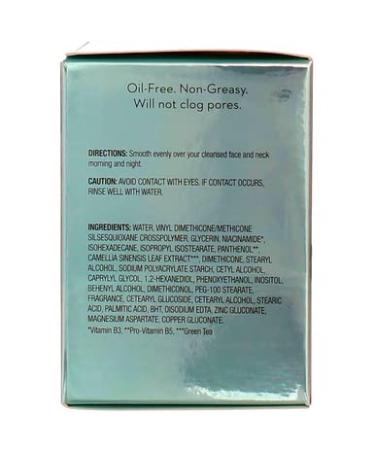 Oil-Free. Non-Greasy.
Will not clog pores.
DIRECTIONS: Smooth evenly over your cleansed face and neck
morning and night.
CAUTION: AVOID CONTACT WITH EYES. IF CONTACT OCCURS,
RINSE WELL WITH WATER.
INGREDIENTS: WATER, VINYL DIMETHICONE/METHICONE
SILSESQUIOXANE CROSSPOLYMER, GLYCERIN, NIACINAMIDE*,
ISOHEXADECANE, ISOPROPYL ISOSTEARATE, PANTHENOL**,
CAMELLIA SINENSIS LEAF EXTRACT***, DIMETHICONE, STEARYL
ALCOHOL, SODIUM POLYACRYLATE STARCH, CETYL ALCOHOL,
CAPRYLYL GLYCOL, 1,2-HEXANEDIOL, PHENOXYETHANOL, INOSITOL,
BEHENYL ALCOHOL, DIMETHICONOL, PEG-100 STEARATE,
FRAGRANCE, CETEARYL GLUCOSIDE, CETEARYL ALCOHOL, STEARIC
ACID, PALMITIC ACID, BHT, DISODIUM EDTA, ZINC GLUCONATE,
MAGNESIUM ASPARTATE, COPPER GLUCONATE.
*Vitamin B3, **Pro-Vitamin B5, ***Green Tea